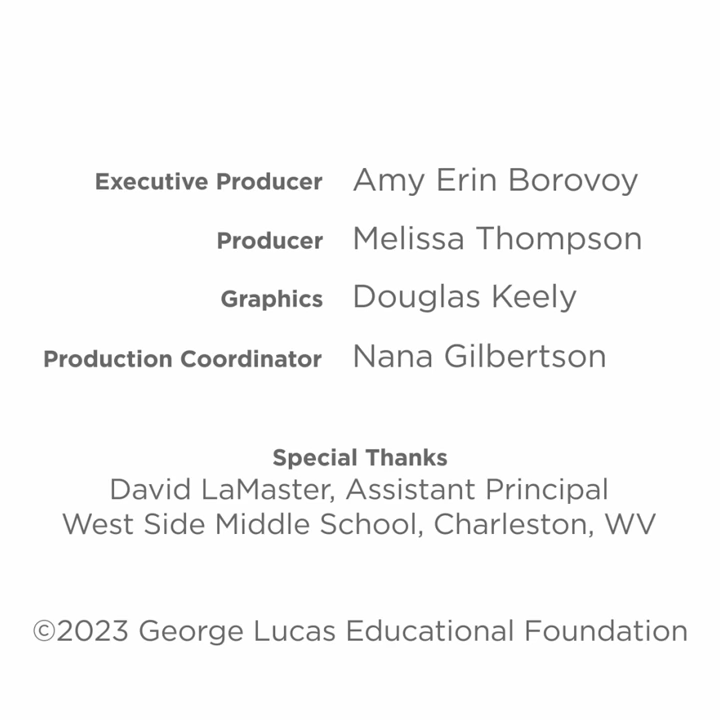 Executive Producer Amy Erin Borovoy
Producer Melissa Thompson
Graphics Douglas Keely
Production Coordinator Nana Gilbertson
Special Thanks
David LaMaster, Assistant Principal
West Side Middle School, Charleston, WV
©2023 George Lucas Educational Foundation